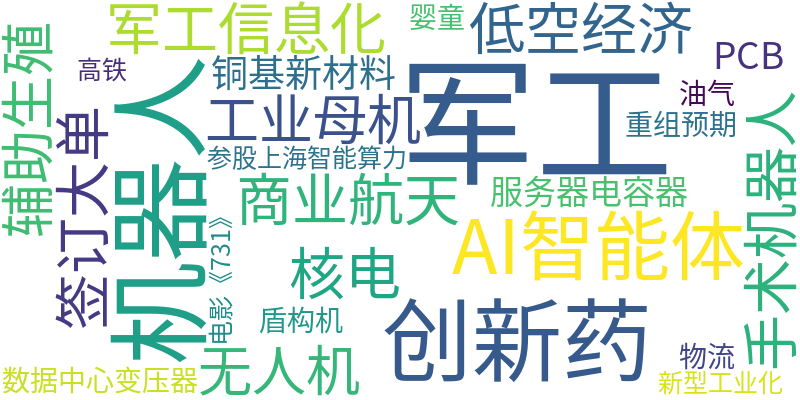 军工信息化
婴童
低空经济
辅助生殖
高铁
铜基新材料
PCB
机器人
军工
油气
签订大单
工业母机
重组预期
参股上海智能算力
手术机器人
商业航天
服务器电容器
电影《731》
AI智能体
核电
创新药
盾构机
无人机
物流
数据中心变压器
新型工业化